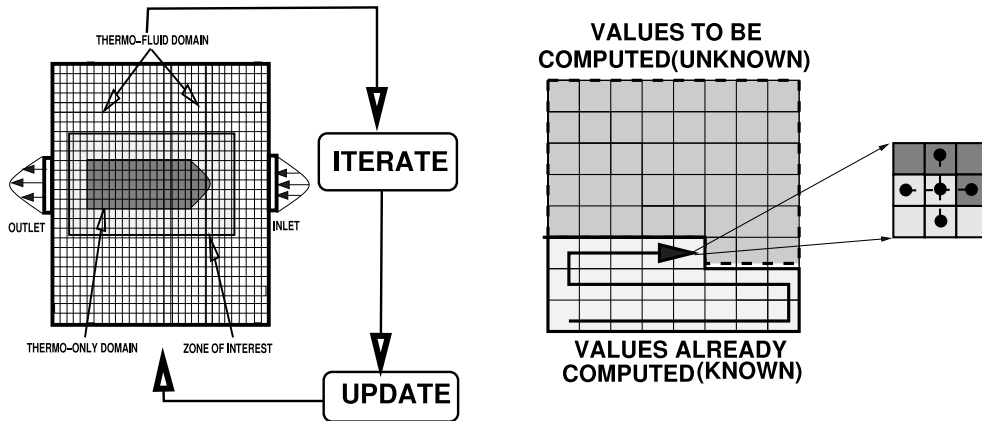 THERMO-FLUID DOMAIN
OUTLET
INLET
THERMO-ONLY DOMAIN
ZONE OF INTEREST
ITERATE
UPDATE
VALUES TO BE
COMPUTED(UNKNOWN)
VALUES ALREADY
COMPUTED(KNOWN)